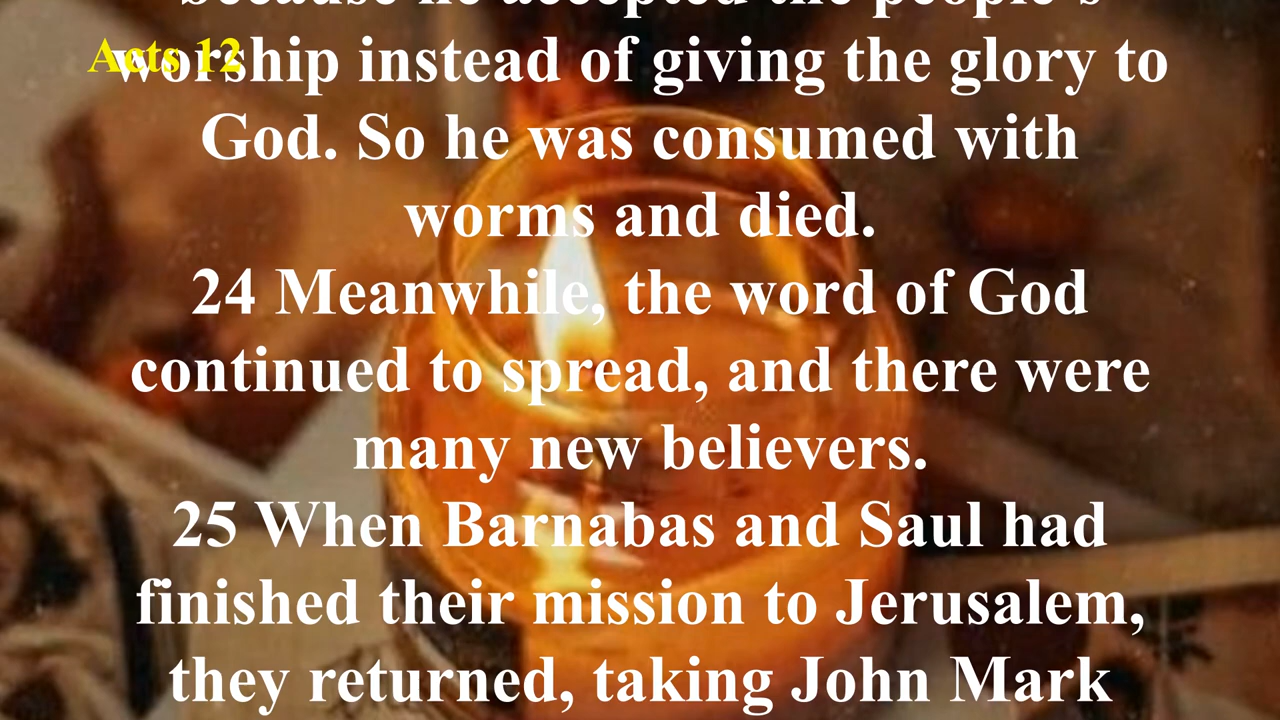 because he accepted the people's
Acts 12
worship instead of giving the glory to
God. So he was consumed with
worms and died.
24 Meanwhile, the word of God
continued to spread, and there were
many new believers.
25 When Barnabas and Saul had
finished their mission to Jerusalem,
they returned, taking John Mark